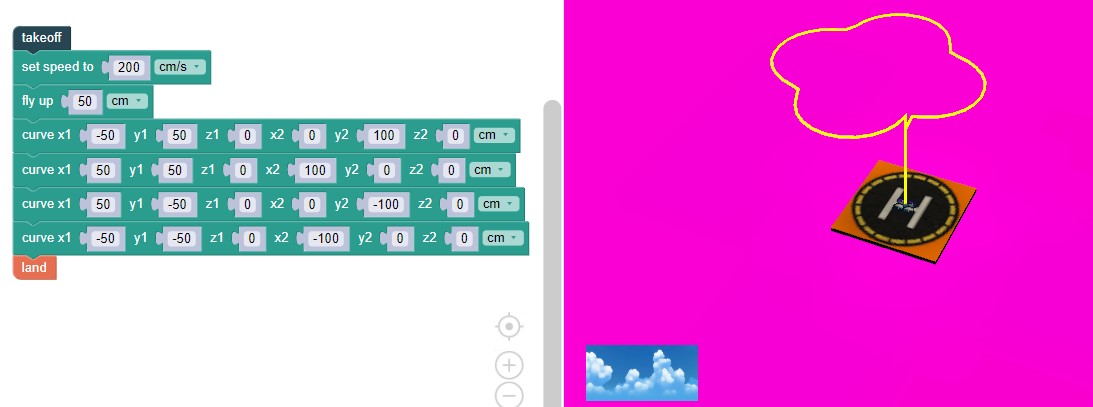 takeoff
set speed to 200 cm/s
fly up 50 cm
curve x1 -50 y1 50 z1 0 x2 0 y2 100 z2 0 cm
curve x1 50 y1 50 z1 0 x2 100 y2 0 z2 0 cm
curve x1 50 y1 -50 z1 0 x2 0 y2 -100 z2 0 cm
curve x1 -50 y1 -50 z1 0 x2 -100 y2 0 z2 0 cm
land
H